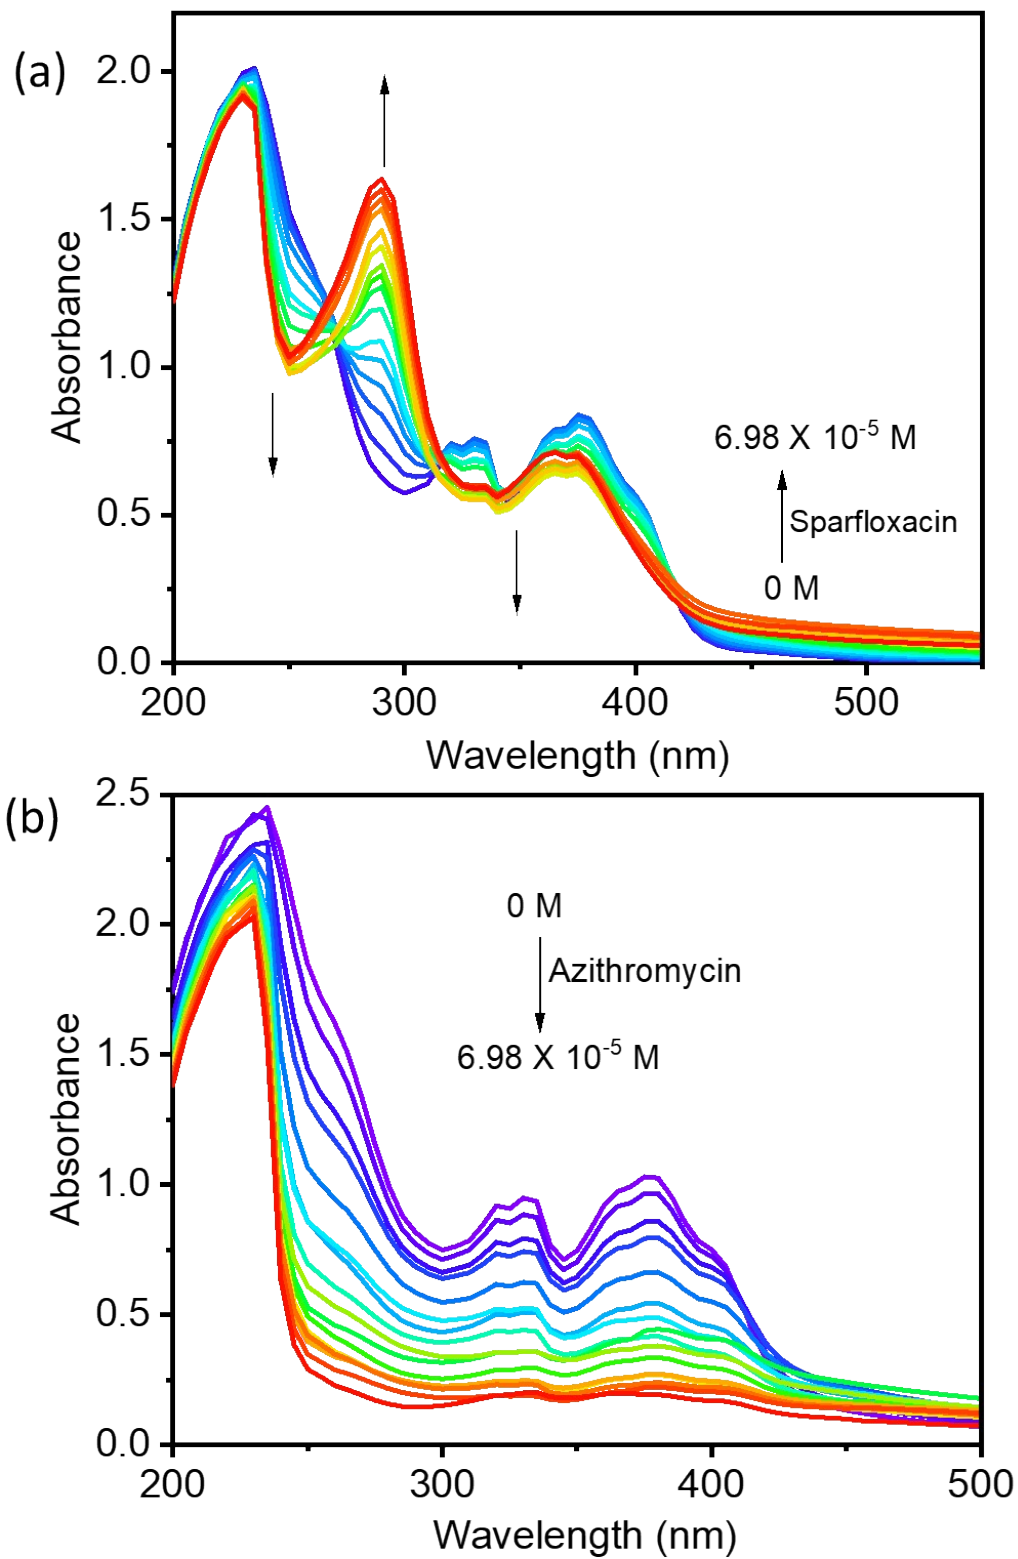 (a)
2.0
1.5
1.0
0.5
0.0
Absorbance
6.98 X 10⁻⁵ M
Sparfloxacin
0 M
200 300 400 500
Wavelength (nm)
(b)
2.5
2.0
1.5
1.0
0.5
0.0
Absorbance
0 M
Azithromycin
6.98 X 10⁻⁵ M
200 300 400 500
Wavelength (nm)